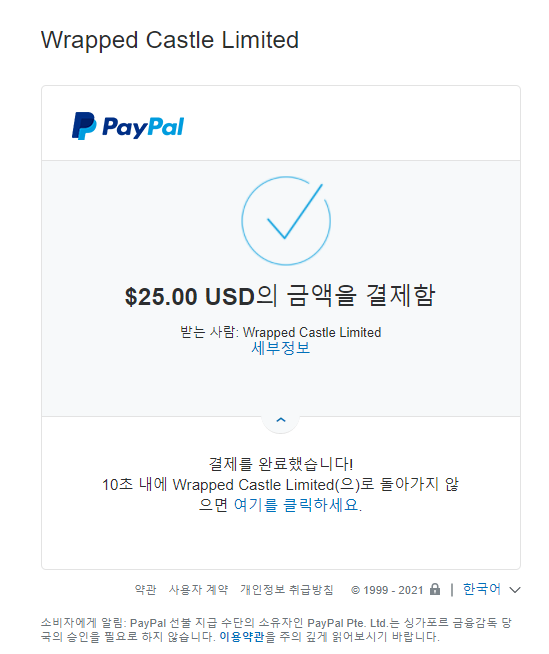 Wrapped Castle Limited
PayPal
$25.00 USD의 금액을 결제함
받는 사람: Wrapped Castle Limited
세부정보
결제를 완료했습니다!
10초 내에 Wrapped Castle Limited(으)로 돌아가지 않
으면 여기를 클릭하세요.
약관 사용자 계약 개인정보 취급방침 © 1999 - 2021 | 한국어
소비자에게 알림: PayPal 선불 지급 수단의 소유자인 PayPal Pte. Ltd.는 싱가포르 금융감독 당
국의 승인을 필요로 하지 않습니다. 이용약관을 주의 깊게 읽어보시기 바랍니다.